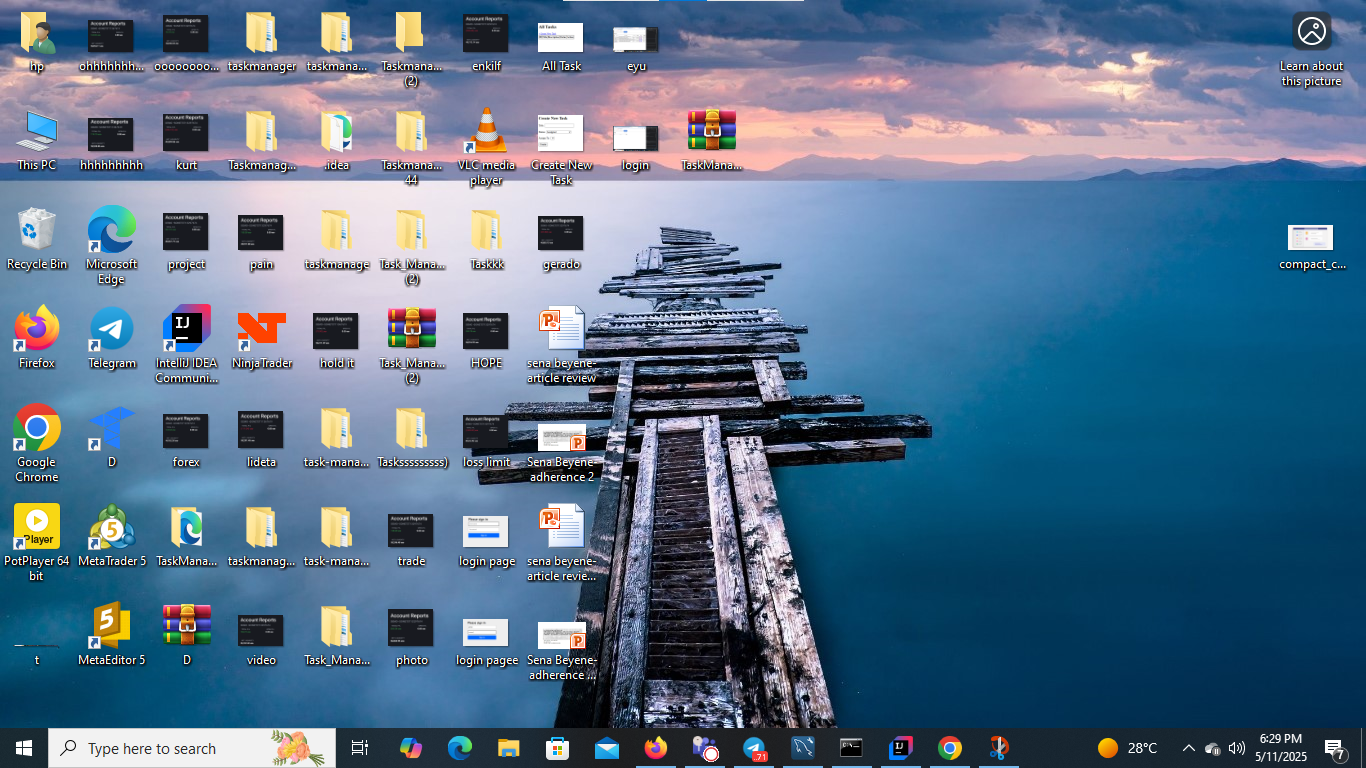 hp
ohhhhhhh...
oooooooo...
taskmanager
taskmana...
Taskmana...
(2)
enkilf
All Task
eyu
Learn about
this picture
This PC
hhhhhhhhh
kurt
Taskmanag...
.idea
Taskmana...
44
VLC media
player
Create New
Task
login
TaskMana...
Recycle Bin
Microsoft
Edge
project
pain
taskmanage
Task_Mana...
(2)
Taskkk
gerado
compact_c...
Firefox
Telegram
IntelliJ IDEA
Communi...
NinjaTrader
hold it
Task_Mana...
(2)
HOPE
sena beyene-
article review
Google
Chrome
D
forex
lideta
task-mana...
Tasksssssssss)
loss limit
Sena Beyene-
adherence 2
PotPlayer 64
bit
MetaTrader 5
TaskMana...
taskmanag...
task-mana...
trade
login page
sena beyene-
article revie...
t
MetaEditor 5
D
video
Task_Mana...
photo
login pagee
Sena Beyene-
adherence ...
Type here to search
28°C
6:29 PM
5/11/2025